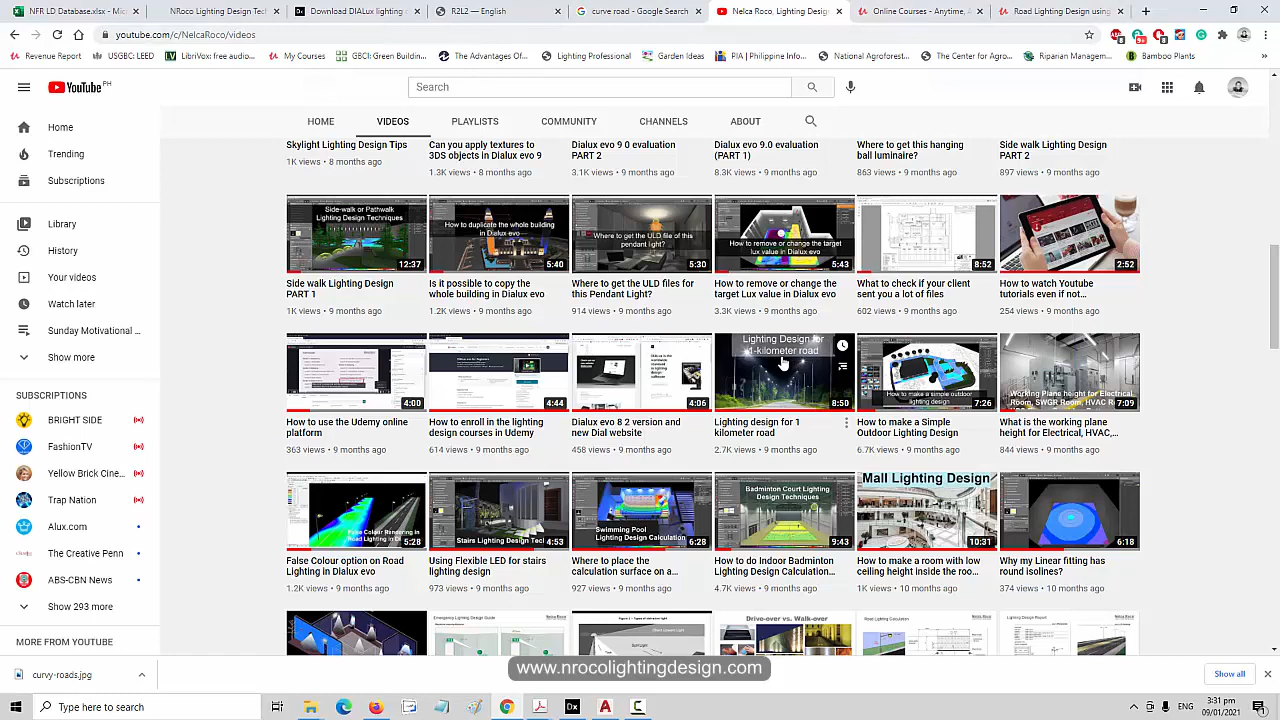 NFR LD Database.xlsx - Mic
NRoco Lighting Design Tech
Download DIALux lighting c
R2L2 — English
curve road - Google Search
Nelca Roco, Lighting Design
Online Courses - Anytime, A
Road Lighting Design using
youtube.com/c/NelcaRoco/videos
Revenue Report
USGBC: LEED
LibriVox: free audio...
My Courses
GBCI: Green Building...
The Advantages Of...
Lighting Professional
Garden Ideas
PIA | Philippine Info...
National Agroforest...
The Center for Agro...
Riparian Managem...
Bamboo Plants
YouTube PH
Search
Home
Trending
Subscriptions
Library
History
Your videos
Watch later
Sunday Motivational ...
Show more
SUBSCRIPTIONS
BRIGHT SIDE
FashionTV
Yellow Brick Cine...
Bedtime Court
Alux.com
The Creative Penn
ABS-CBN News
Show 293 more
MORE FROM YOUTUBE
HOME
VIDEOS
PLAYLISTS
COMMUNITY
CHANNELS
ABOUT
Skylight Lighting Design Tips
1K views • 8 months ago
Can you apply textures to
3DS objects in Dialux evo 9
1.3K views • 8 months ago
Dialux evo 9 0 evaluation
PART 2
3.1K views • 9 months ago
Dialux evo 9.0 evaluation
(PART 1)
8.3K views • 9 months ago
Where to get this hanging
ball luminaire?
863 views • 9 months ago
Side walk Lighting Design
PART 2
897 views • 9 months ago
Side-walk or Pathwalk
Lighting Design Techniques
12:37
Side walk Lighting Design
PART 1
1K views • 9 months ago
How to duplicate the whole building
in Dialux evo
5:40
Is it possible to copy the
whole building in Dialux evo
1.2K views • 9 months ago
Where to get the ULD file of this
pendant light?
5:30
Where to get the ULD files for
this Pendant Light?
914 views • 9 months ago
How to remove or change the target
lux value in Dialux evo
5:43
How to remove or change the
target Lux value in Dialux evo
3.3K views • 9 months ago
8:52
What to check if your client
sent you a lot of files
602 views • 9 months ago
2:52
How to watch Youtube
tutorials even if not...
254 views • 9 months ago
4:00
How to use the Udemy online
platform
363 views • 9 months ago
4:44
How to enroll in the lighting
design courses in Udemy
614 views • 9 months ago
4:06
Dialux evo 8 2 version and
new Dial website
458 views • 9 months ago
Lighting Design for
1-kilometer road
8:50
Lighting design for 1
kilometer road
2.7K views • 9 months ago
How to make a simple outdoor
lighting design
7:26
How to make a Simple
Outdoor Lighting Design
6.7K views • 9 months ago
Working Plane height for Electrical
Room, SWGR Room, HVAC R
7:09
What is the working plane
height for Electrical, HVAC,...
844 views • 9 months ago
False Colour Rendering in
Road Lighting in Di
5:28
False Colour option on Road
Lighting in Dialux evo
1.2K views • 9 months ago
Stairs Lighting Design Tec
4:53
Using Flexible LED for stairs
lighting design
973 views • 9 months ago
Swimming Pool
Lighting Design Calculation
6:28
Where to place the
calculation surface on a...
927 views • 9 months ago
Badminton Court Lighting
Design Techniques
9:43
How to do Indoor Badminton
Lighting Design Calculation...
4.7K views • 9 months ago
Mall Lighting Design
10:31
How to make a room with low
ceiling height inside the roo...
1K views • 10 months ago
6:18
Why my Linear fitting has
round isolines?
374 views • 10 months ago
Emergency Lighting Design Guide
Drive-over vs. Walk-over
Road Lighting Calculation
Lighting Design Report
www.nrocolightingdesign.com
Show all
Type here to search
ENG
3:31 pm
09/01/2021